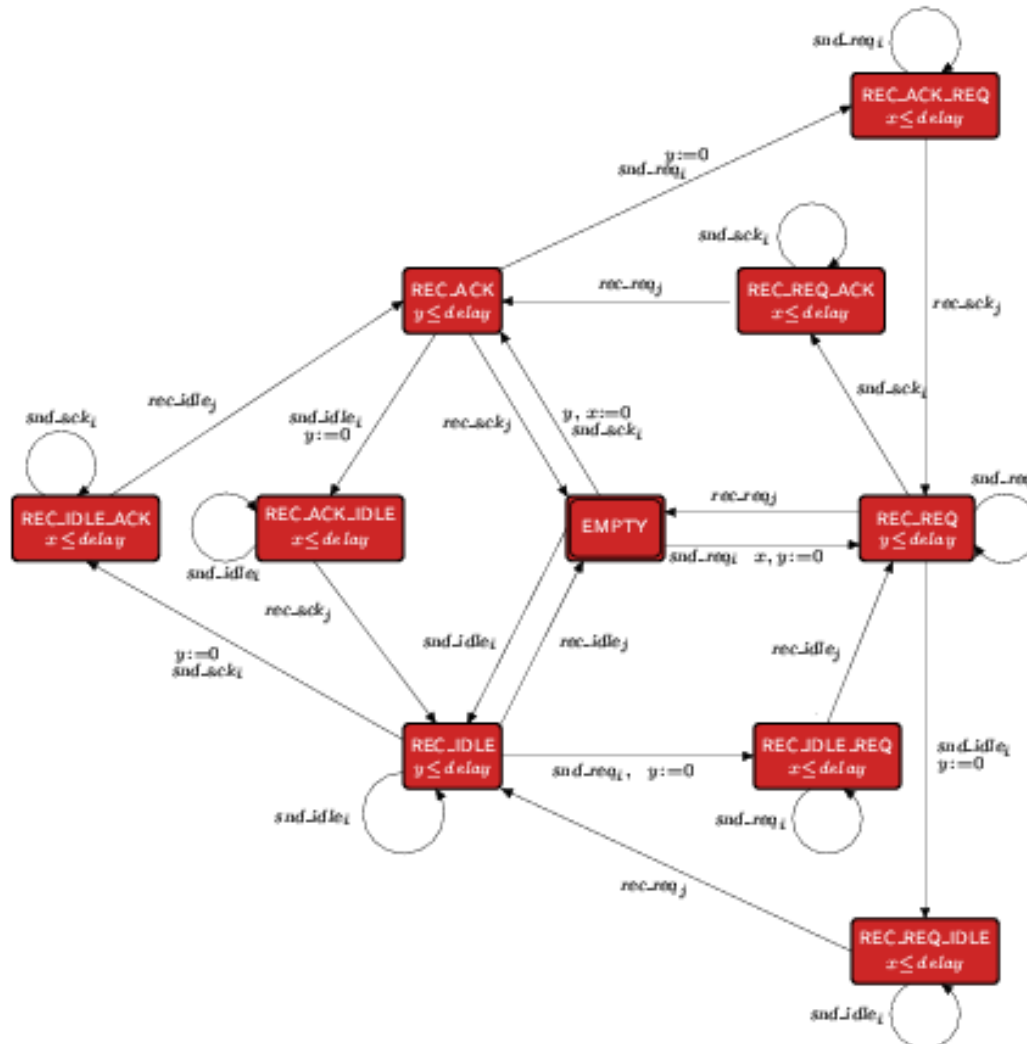 snd_req_i
REC_ACK_REQ
x≤delay
y:=0
snd_req_i
snd_ack_i
REC_ACK
y≤delay
rec_req_j
REC_REQ_ACK
x≤delay
rec_ack_j
rec_idle_j
snd_ack_i
snd_idle_i
y:=0
rec_ack_j
y, x:=0
snd_ack_i
snd_ack_i
REC_IDLE_ACK
x≤delay
REC_ACK_IDLE
x≤delay
snd_idle_i
EMPTY
rec_req_j
snd_req_i x, y:=0
REC_REQ
y≤delay
snd_req
rec_ack_j
snd_idle_i
rec_idle_j
rec_idle_j
y:=0
snd_ack_i
REC_IDLE
y≤delay
snd_req_i, y:=0
REC_IDLE_REQ
x≤delay
snd_idle_i
y:=0
snd_idle_i
snd_req_i
rec_req_j
REC_REQ_IDLE
x≤delay
snd_idle_i